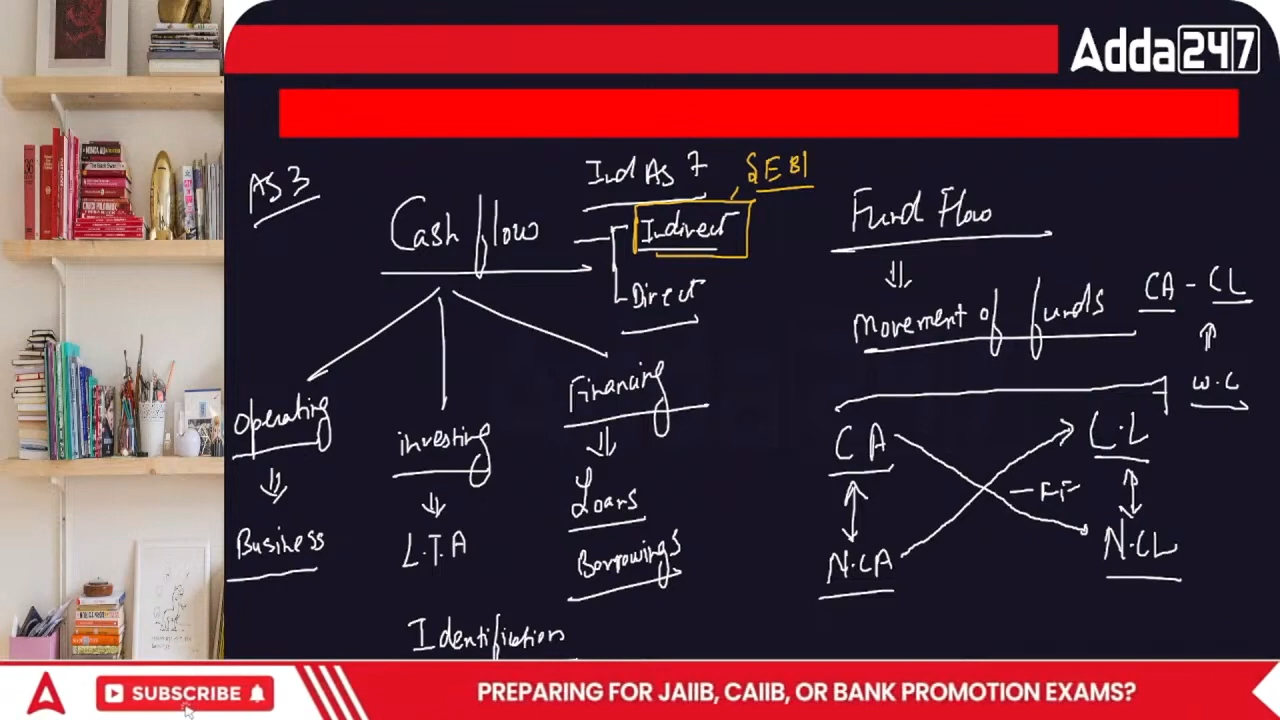 Adda247
AS 3
Cash flow
Ind AS 7
SEBI
Indirect
Direct
Operating
Business
investing
L.T.A
Financing
Loans
Borrowings
Identification
Fund Flow
Movement of funds
CA - CL
W.C
CA
C.L
N.CA
N.CL
SUBSCRIBE
PREPARING FOR JAIIB, CAIIB, OR BANK PROMOTION EXAMS?